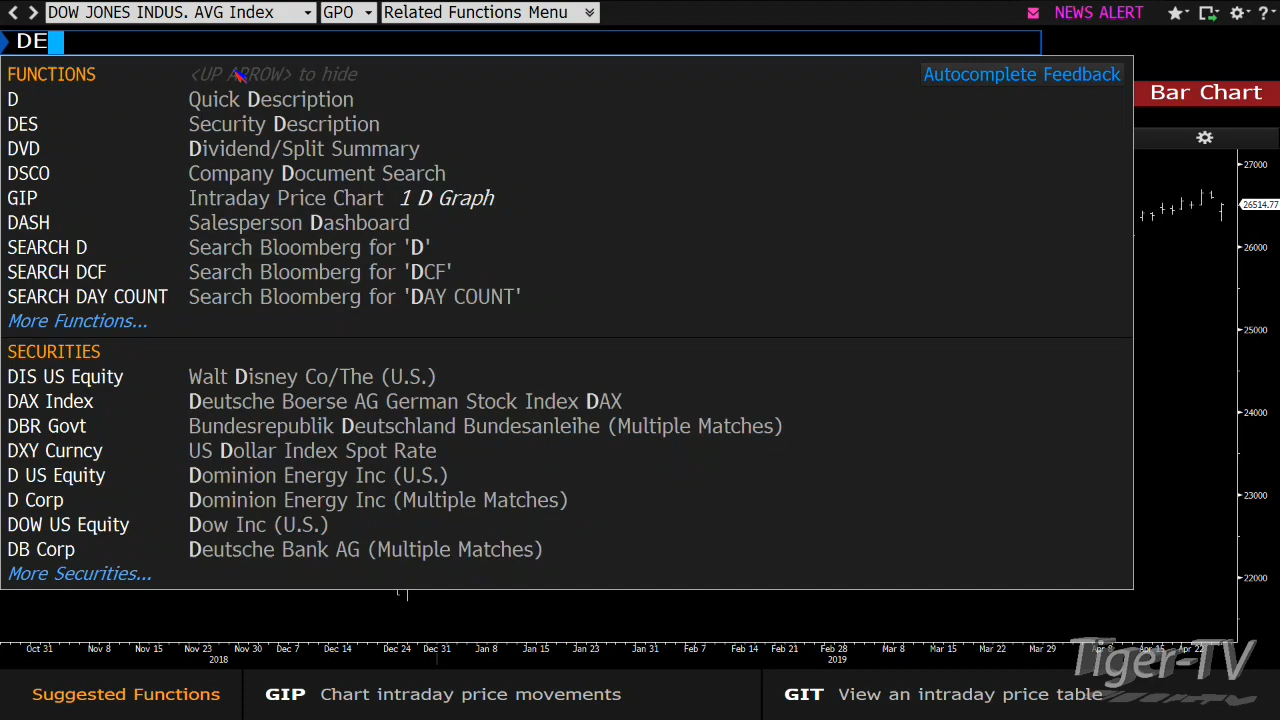 DOW JONES INDUS. AVG Index GPO Related Functions Menu NEWS ALERT ?
DE
FUNCTIONS <UP ARROW> to hide Autocomplete Feedback
Bar Chart
D Quick Description
DES Security Description
DVD Dividend/Split Summary
DSCO Company Document Search
GIP Intraday Price Chart 1 D Graph
DASH Salesperson Dashboard
SEARCH D Search Bloomberg for 'D'
SEARCH DCF Search Bloomberg for 'DCF'
SEARCH DAY COUNT Search Bloomberg for 'DAY COUNT'
More Functions...
SECURITIES
DIS US Equity Walt Disney Co/The (U.S.)
DAX Index Deutsche Boerse AG German Stock Index DAX
DBR Govt Bundesrepublik Deutschland Bundesanleihe (Multiple Matches)
DXY Curncy US Dollar Index Spot Rate
D US Equity Dominion Energy Inc (U.S.)
D Corp Dominion Energy Inc (Multiple Matches)
DOW US Equity Dow Inc (U.S.)
DB Corp Deutsche Bank AG (Multiple Matches)
More Securities...
27000
26514.77
26000
25000
24000
23000
22000
Oct 31 Nov 8 Nov 15 Nov 23 Nov 30 Dec 7 Dec 14 Dec 24 Dec 31 Jan 8 Jan 15 Jan 23 Jan 31 Feb 7 Feb 14 Feb 21 Feb 28 Mar 8 Mar 15 Mar 22 Mar 29 Apr 8 Apr 15 Apr 22
2018 2019
Tiger-TV
Suggested Functions GIP Chart intraday price movements GIT View an intraday price table